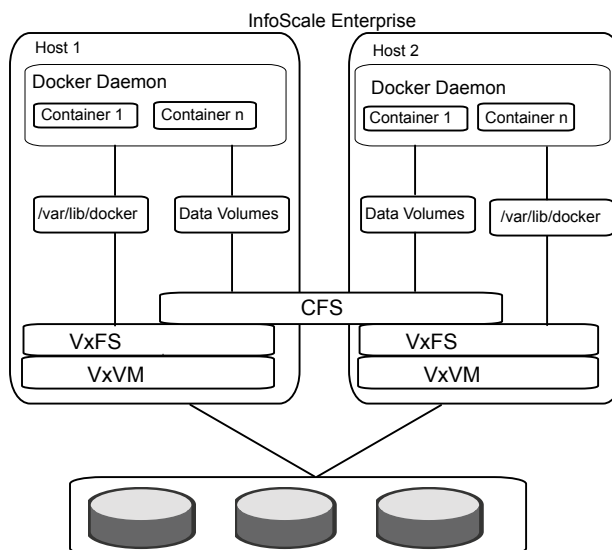 InfoScale Enterprise
Host 1
Docker Daemon
Container 1
Container n
/var/lib/docker
Data Volumes
Host 2
Docker Daemon
Container 1
Container n
Data Volumes
/var/lib/docker
CFS
VxFS
VxVM
VxFS
VxVM